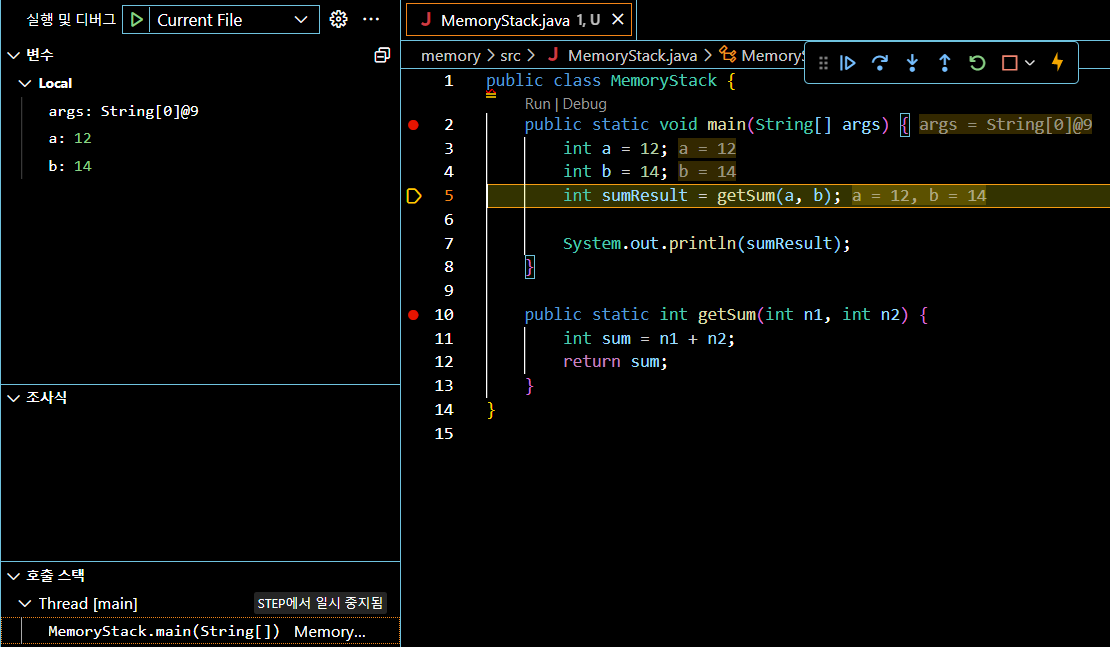 실행 및 디버그 Current File
변수
Local
args: String[0]@9
a: 12
b: 14
조사식
호출 스택
Thread [main] STEP에서 일시 중지됨
MemoryStack.main(String[]) Memory...
J MemoryStack.java 1, U
memory > src > J MemoryStack.java > Memory
1 public class MemoryStack {
Run | Debug
2 public static void main(String[] args) { args = String[0]@9
3 int a = 12; a = 12
4 int b = 14; b = 14
5 int sumResult = getSum(a, b); a = 12, b = 14
6
7 System.out.println(sumResult);
8 }
9
10 public static int getSum(int n1, int n2) {
11 int sum = n1 + n2;
12 return sum;
13 }
14 }
15